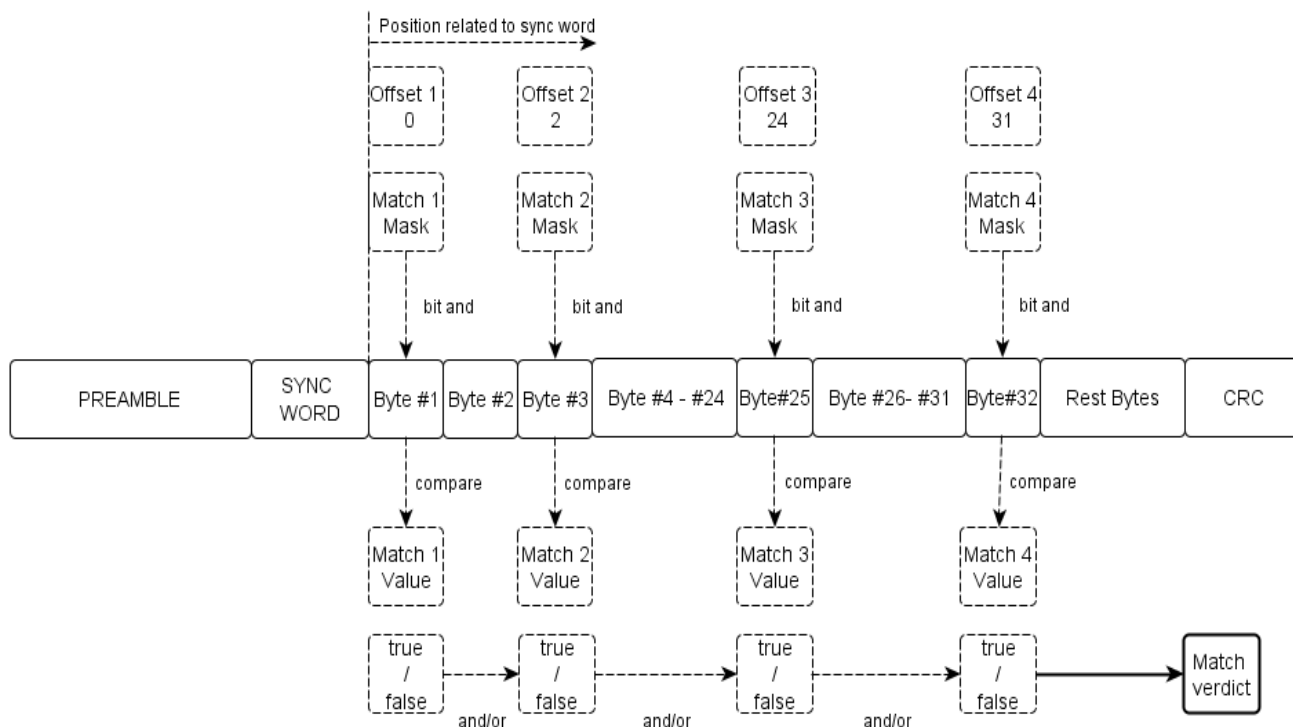 Position related to sync word
Offset 1
0
Offset 2
2
Offset 3
24
Offset 4
31
Match 1
Mask
Match 2
Mask
Match 3
Mask
Match 4
Mask
bit and
bit and
bit and
bit and
PREAMBLE
SYNC
WORD
Byte #1
Byte #2
Byte #3
Byte #4 - #24
Byte#25
Byte #26- #31
Byte#32
Rest Bytes
CRC
compare
compare
compare
compare
Match 1
Value
Match 2
Value
Match 3
Value
Match 4
Value
true
/
false
and/or
true
/
false
and/or
true
/
false
and/or
true
/
false
Match
verdict